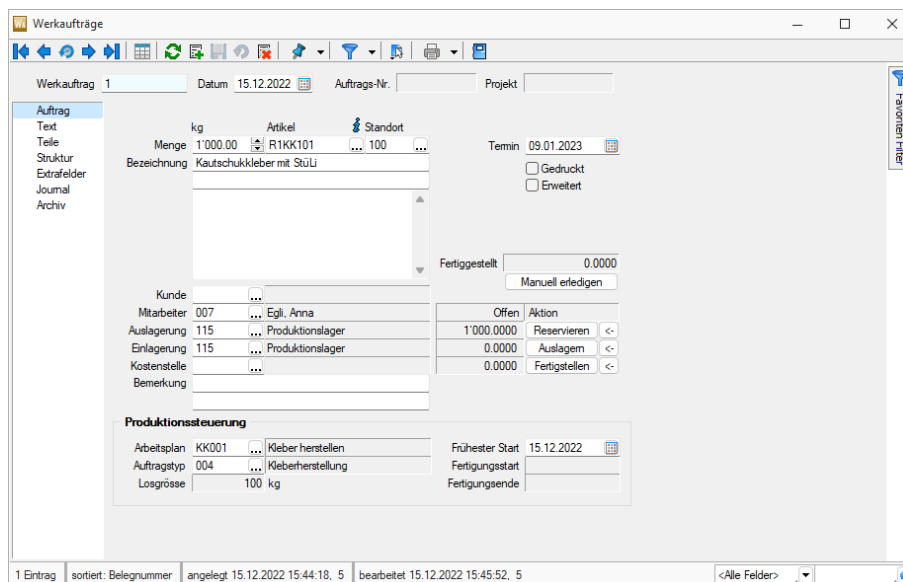 Werkaufträge
Werkauftrag 1 Datum 15.12.2022 Auftrags-Nr. Projekt
Auftrag
Text
Teile
Struktur
Extrafelder
Journal
Archiv
kg Artikel Standort
Menge 1'000.00 R1KK101 ... 100 ... Termin 09.01.2023
Bezeichnung Kautschukkleber mit StüLi
Gedruckt
Erweitert
Fertiggestellt 0.0000
Manuell erledigen
Kunde ...
Mitarbeiter 007 ... Egli, Anna Offen Aktion
Auslagerung 115 ... Produktionslager 1'000.0000 Reservieren <-
Einlagerung 115 ... Produktionslager 0.0000 Auslagern <-
Kostenstelle ... 0.0000 Fertigstellen <-
Bemerkung
Produktionssteuerung
Arbeitsplan KK001 ... Kleber herstellen Frühester Start 15.12.2022
Auftragstyp 004 ... Kleberherstellung Fertigungsstart
Losgrösse 100 kg Fertigungsende
Favoriten Filter
1 Eintrag sortiert: Belegnummer angelegt 15.12.2022 15:44:18, 5 bearbeitet 15.12.2022 15:45:52, 5 <Alle Felder>